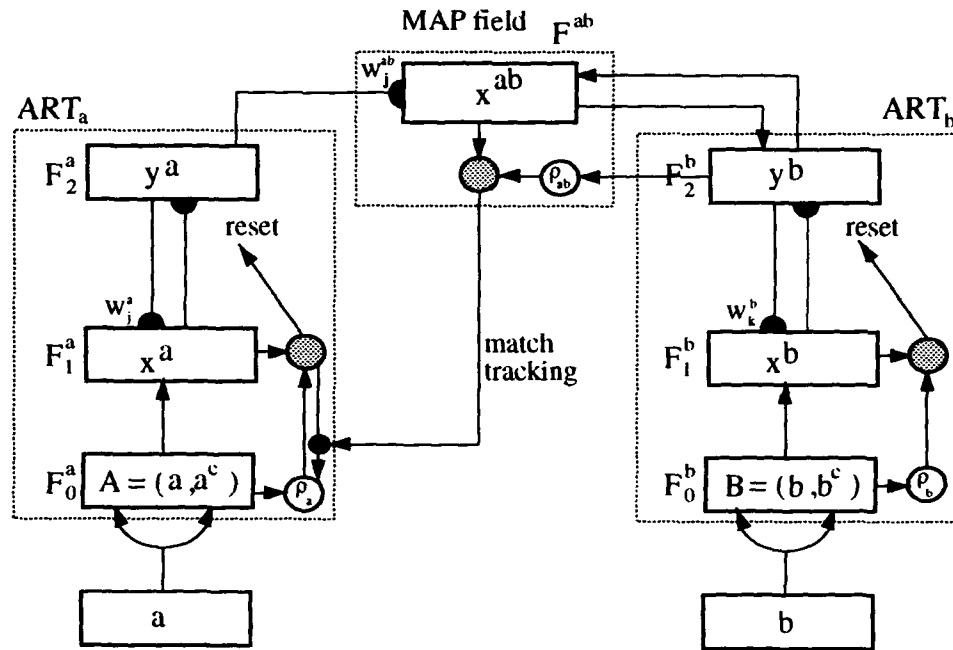 MAP field F^ab
w_j^ab
x^ab
ART_a
ART_b
F_2^a
y^a
ρ_ab
F_2^b
y^b
reset
reset
w_j^a
w_k^b
F_1^a
x^a
match
tracking
F_1^b
x^b
F_0^a
A = (a, a^c)
ρ_a
F_0^b
B = (b, b^c)
ρ_b
a
b